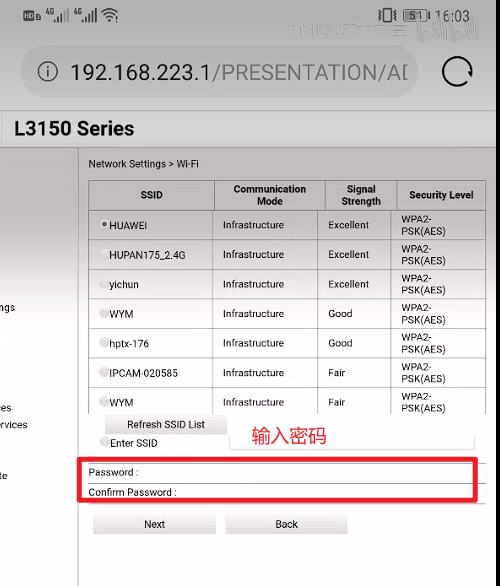 4G 4G 51 16:03
192.168.223.1/PRESENTATION/AD
L3150 Series
Network Settings > Wi-Fi
SSID Communication Mode Signal Strength Security Level
HUAWEI Infrastructure Excellent WPA2-PSK(AES)
HUPAN175_2.4G Infrastructure Excellent WPA2-PSK(AES)
yichun Infrastructure Excellent WPA2-PSK(AES)
ngs
WYM Infrastructure Good WPA2-PSK(AES)
hptx-176 Infrastructure Good WPA2-PSK(AES)
IPCAM-020585 Infrastructure Fair WPA2-PSK(AES)
WYM Infrastructure Fair WPA2-PSK(AES)
ces
rvices
Refresh SSID List
输入密码
Enter SSID
te
Password :
Confirm Password :
Next Back